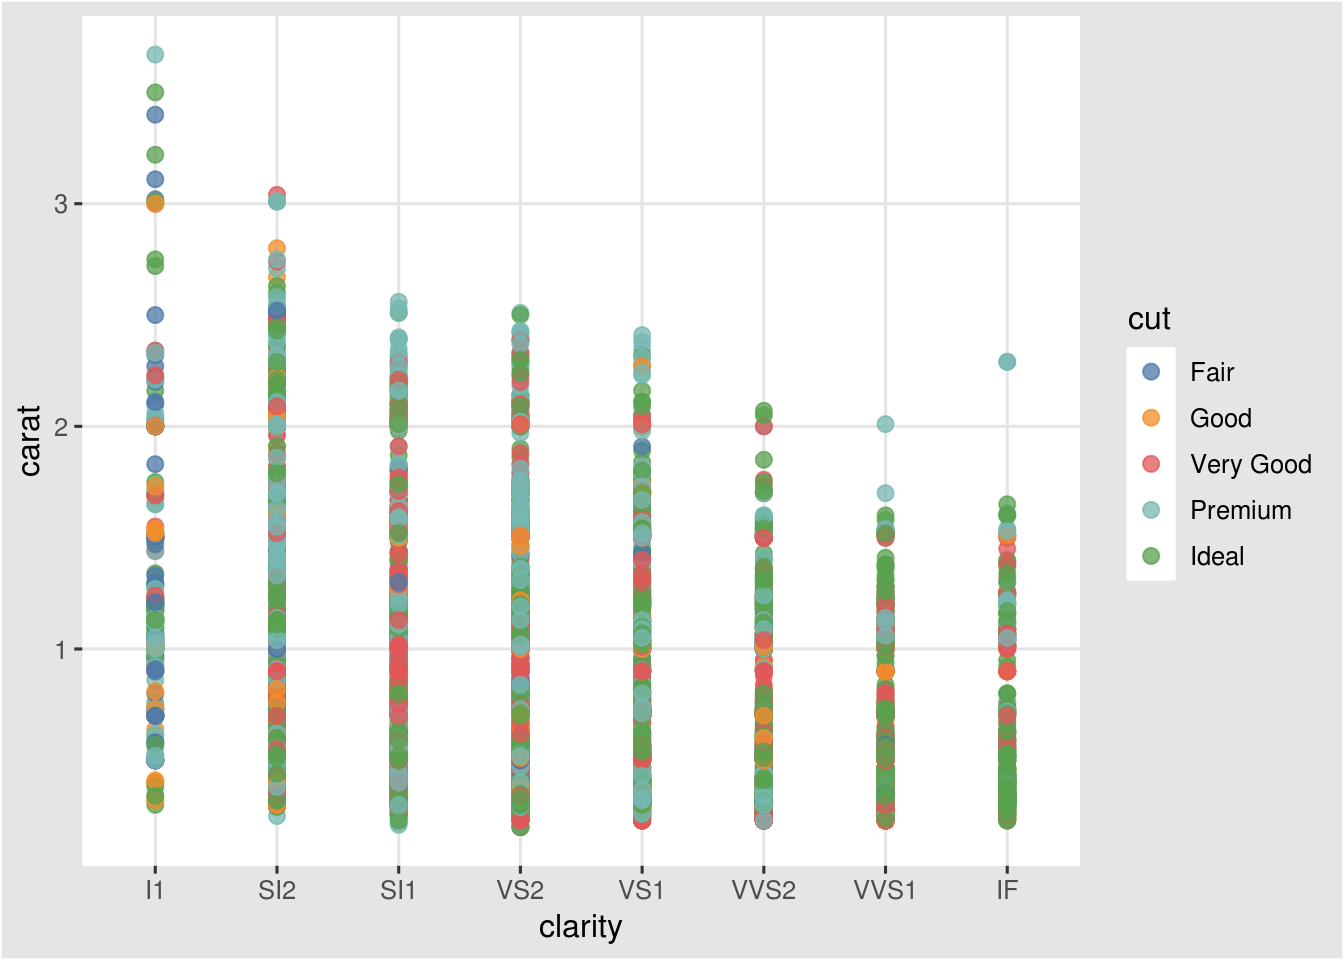 3
2
1
carat
I1 SI2 SI1 VS2 VS1 VVS2 VVS1 IF
clarity
cut
Fair
Good
Very Good
Premium
Ideal